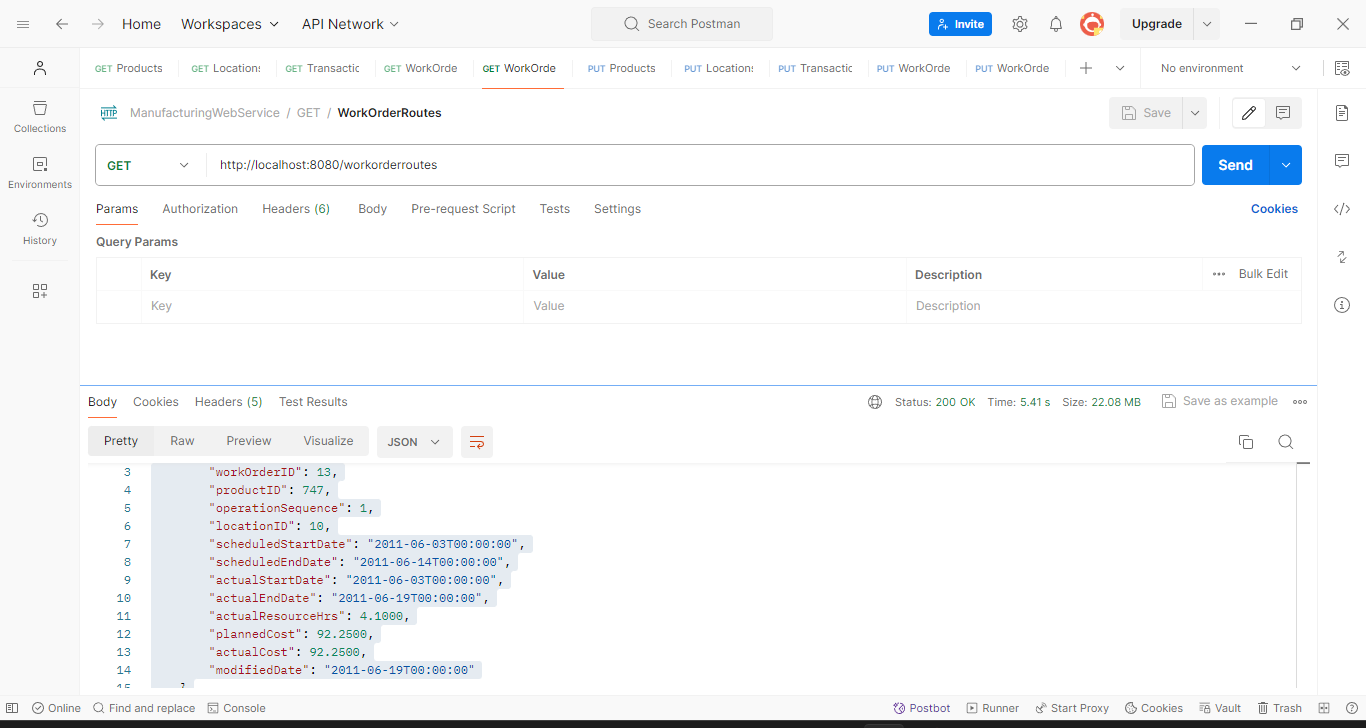 Home Workspaces API Network Search Postman Invite Upgrade
GET Products GET Locations GET Transactic GET WorkOrde GET WorkOrde PUT Products PUT Locations PUT Transactic PUT WorkOrde PUT WorkOrde No environment
HTTP ManufacturingWebService / GET / WorkOrderRoutes Save
Collections
Environments
History
GET http://localhost:8080/workorderroutes Send
Params Authorization Headers (6) Body Pre-request Script Tests Settings Cookies
Query Params
Key Value Description Bulk Edit
Key Value Description
Body Cookies Headers (5) Test Results Status: 200 OK Time: 5.41 s Size: 22.08 MB Save as example
Pretty Raw Preview Visualize JSON
3 "workOrderID": 13,
4 "productID": 747,
5 "operationSequence": 1,
6 "locationID": 10,
7 "scheduledStartDate": "2011-06-03T00:00:00",
8 "scheduledEndDate": "2011-06-14T00:00:00",
9 "actualStartDate": "2011-06-03T00:00:00",
10 "actualEndDate": "2011-06-19T00:00:00",
11 "actualResourceHrs": 4.1000,
12 "plannedCost": 92.2500,
13 "actualCost": 92.2500,
14 "modifiedDate": "2011-06-19T00:00:00"
15
Online Find and replace Console Postbot Runner Start Proxy Cookies Vault Trash